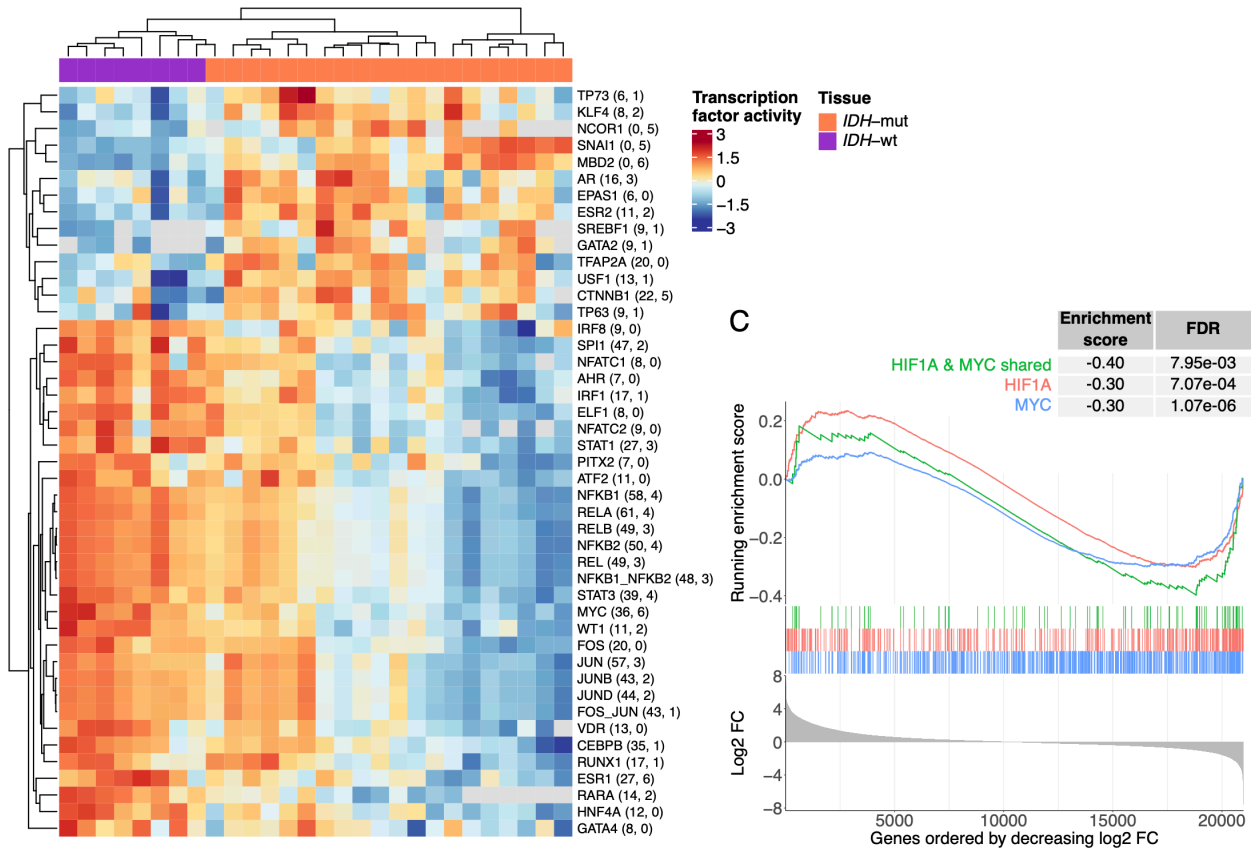 TP73 (6, 1)
KLF4 (8, 2)
NCOR1 (0, 5)
SNAI1 (0, 5)
MBD2 (0, 6)
AR (16, 3)
EPAS1 (6, 0)
ESR2 (11, 2)
SREBF1 (9, 1)
GATA2 (9, 1)
TFAP2A (20, 0)
USF1 (13, 1)
CTNNB1 (22, 5)
TP63 (9, 1)
IRF8 (9, 0)
SPI1 (47, 2)
NFATC1 (8, 0)
AHR (7, 0)
IRF1 (17, 1)
ELF1 (8, 0)
NFATC2 (9, 0)
STAT1 (27, 3)
PITX2 (7, 0)
ATF2 (11, 0)
NFKB1 (58, 4)
RELA (61, 4)
RELB (49, 3)
NFKB2 (50, 4)
REL (49, 3)
NFKB1_NFKB2 (48, 3)
STAT3 (39, 4)
MYC (36, 6)
WT1 (11, 2)
FOS (20, 0)
JUN (57, 3)
JUNB (43, 2)
JUND (44, 2)
FOS_JUN (43, 1)
VDR (13, 0)
CEBPB (35, 1)
RUNX1 (17, 1)
ESR1 (27, 6)
RARA (14, 2)
HNF4A (12, 0)
GATA4 (8, 0)
Transcription
factor activity
3
1.5
0
−1.5
−3
Tissue
IDH−mut
IDH−wt
C
Enrichment
score
FDR
HIF1A & MYC shared
-0.40
7.95e-03
HIF1A
-0.30
7.07e-04
MYC
-0.30
1.07e-06
Running enrichment score
0.2
0.0
−0.2
−0.4
Log2 FC
8
4
0
−4
−8
5000
10000
15000
20000
Genes ordered by decreasing log2 FC